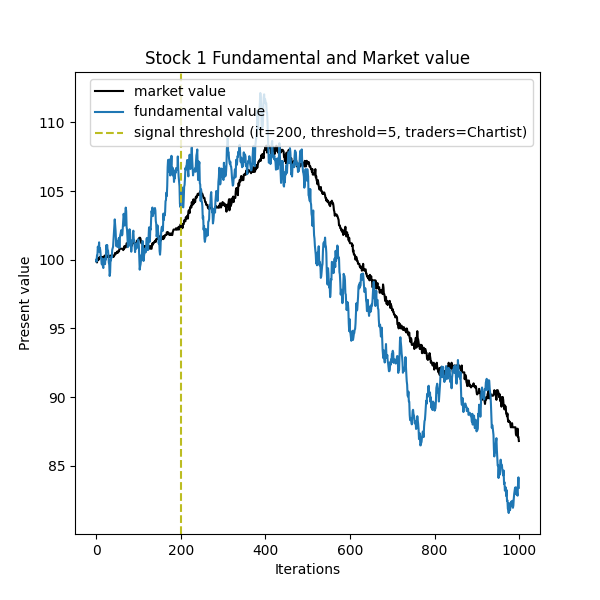 Stock 1 Fundamental and Market value
market value
fundamental value
signal threshold (it=200, threshold=5, traders=Chartist)
Present value
110
105
100
95
90
85
0 200 400 600 800 1000
Iterations